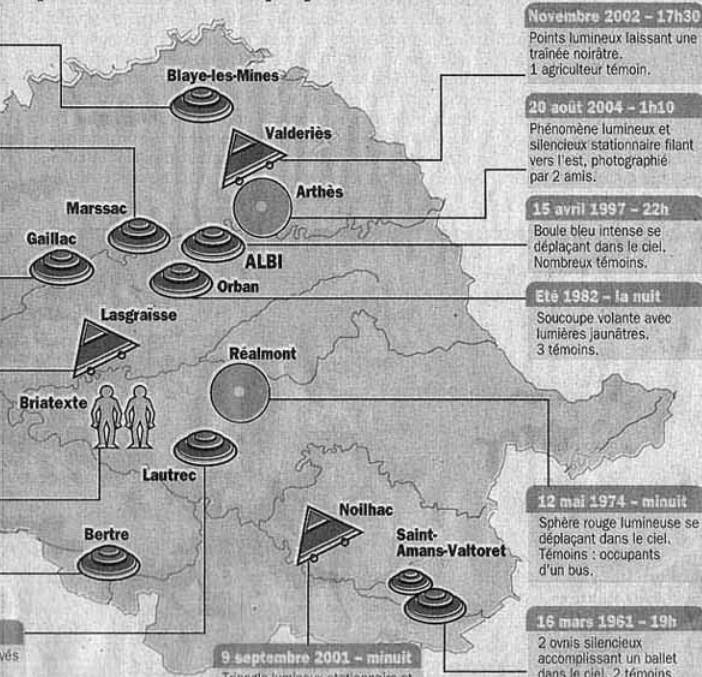 Novembre 2002 – 17h30
Points lumineux laissant une
traînée noirâtre.
1 agriculteur témoin.
Blaye-les-Mines
Valderiès
20 août 2004 – 1h10
Phénomène lumineux et
silencieux stationnaire filant
vers l'est, photographié
par 2 amis.
Arthès
Marssac
15 avril 1997 – 22h
Boule bleu intense se
déplaçant dans le ciel.
Nombreux témoins.
Gaillac
ALBI
Orban
Eté 1982 – la nuit
Soucoupe volante avec
lumières jaunâtres.
3 témoins.
Lasgraïsse
Réalmont
Briatexte
Lautrec
12 mai 1974 – minuit
Sphère rouge lumineuse se
déplaçant dans le ciel.
Témoins : occupants
d'un bus.
Noilhac
Bertre
Saint-
Amans-Valtoret
16 mars 1961 – 19h
2 ovnis silencieux
accomplissant un ballet
dans le ciel. 2 témoins
9 septembre 2001 – minuit
Triangle lumineux stationnaire et